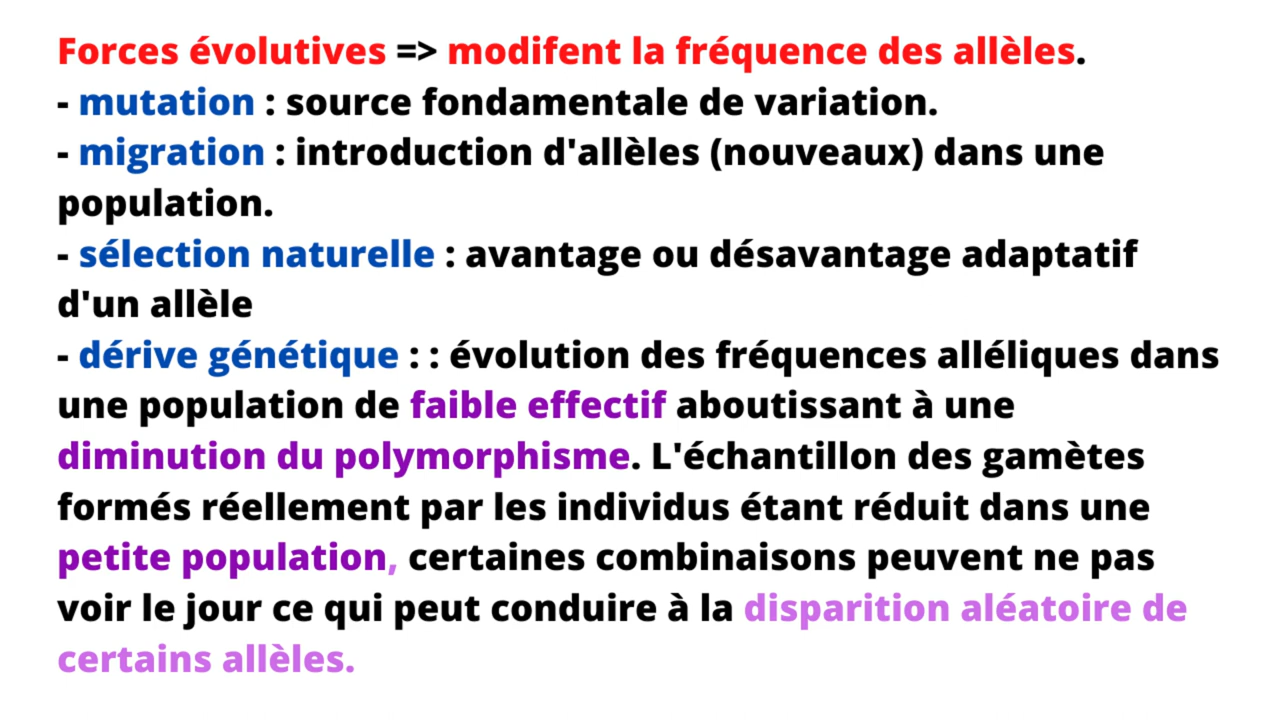 Forces évolutives => modifent la fréquence des allèles.
- mutation : source fondamentale de variation.
- migration : introduction d'allèles (nouveaux) dans une
population.
- sélection naturelle : avantage ou désavantage adaptatif
d'un allèle
- dérive génétique : : évolution des fréquences alléliques dans
une population de faible effectif aboutissant à une
diminution du polymorphisme. L'échantillon des gamètes
formés réellement par les individus étant réduit dans une
petite population, certaines combinaisons peuvent ne pas
voir le jour ce qui peut conduire à la disparition aléatoire de
certains allèles.